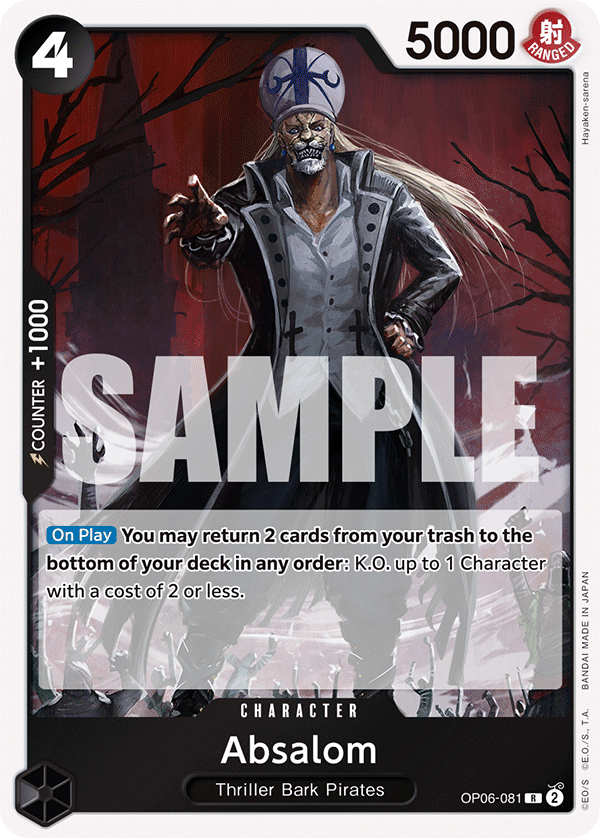 4
5000
射
RANGED
Hayaken-sarena
COUNTER +1000
SAMPLE
On Play You may return 2 cards from your trash to the
bottom of your deck in any order: K.O. up to 1 Character
with a cost of 2 or less.
CHARACTER
Absalom
Thriller Bark Pirates
OP06-081 R 2
©EO/S ©E.O./S., T.A. BANDAI MADE IN JAPAN